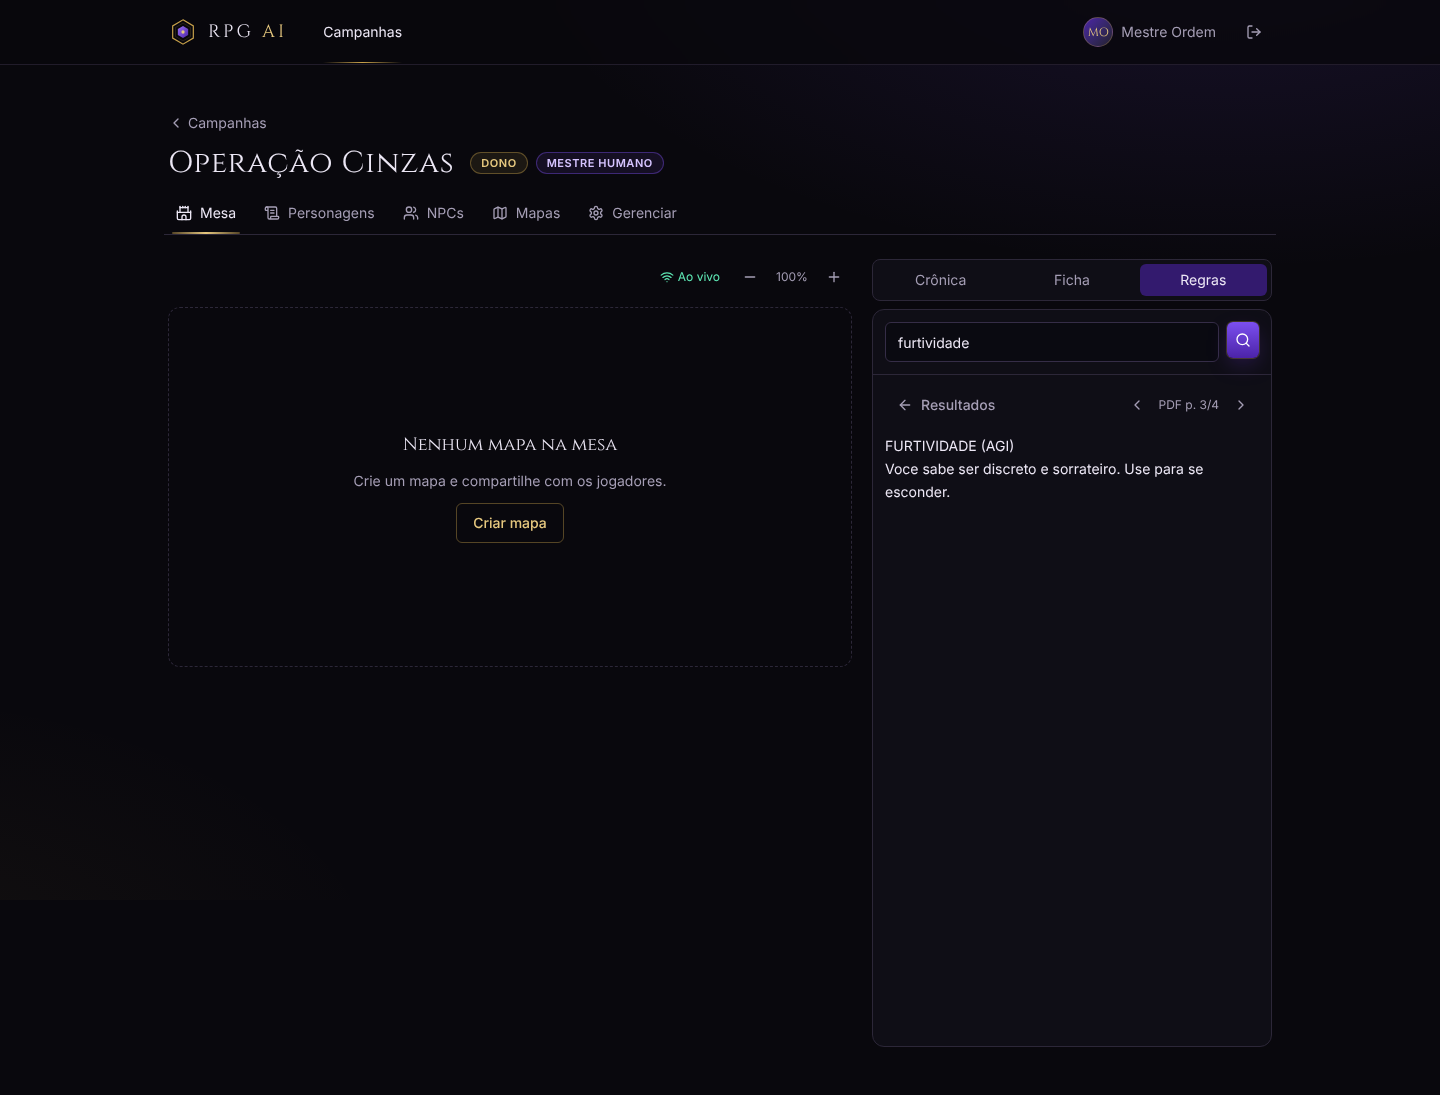 RPG AI
Campanhas
MO
Mestre Ordem
Campanhas
Operação Cinzas
DONO
MESTRE HUMANO
Mesa
Personagens
NPCs
Mapas
Gerenciar
Ao vivo
100%
Crônica
Ficha
Regras
furtividade
Resultados
PDF p. 3/4
FURTIVIDADE (AGI)
Voce sabe ser discreto e sorrateiro. Use para se
esconder.
Nenhum mapa na mesa
Crie um mapa e compartilhe com os jogadores.
Criar mapa